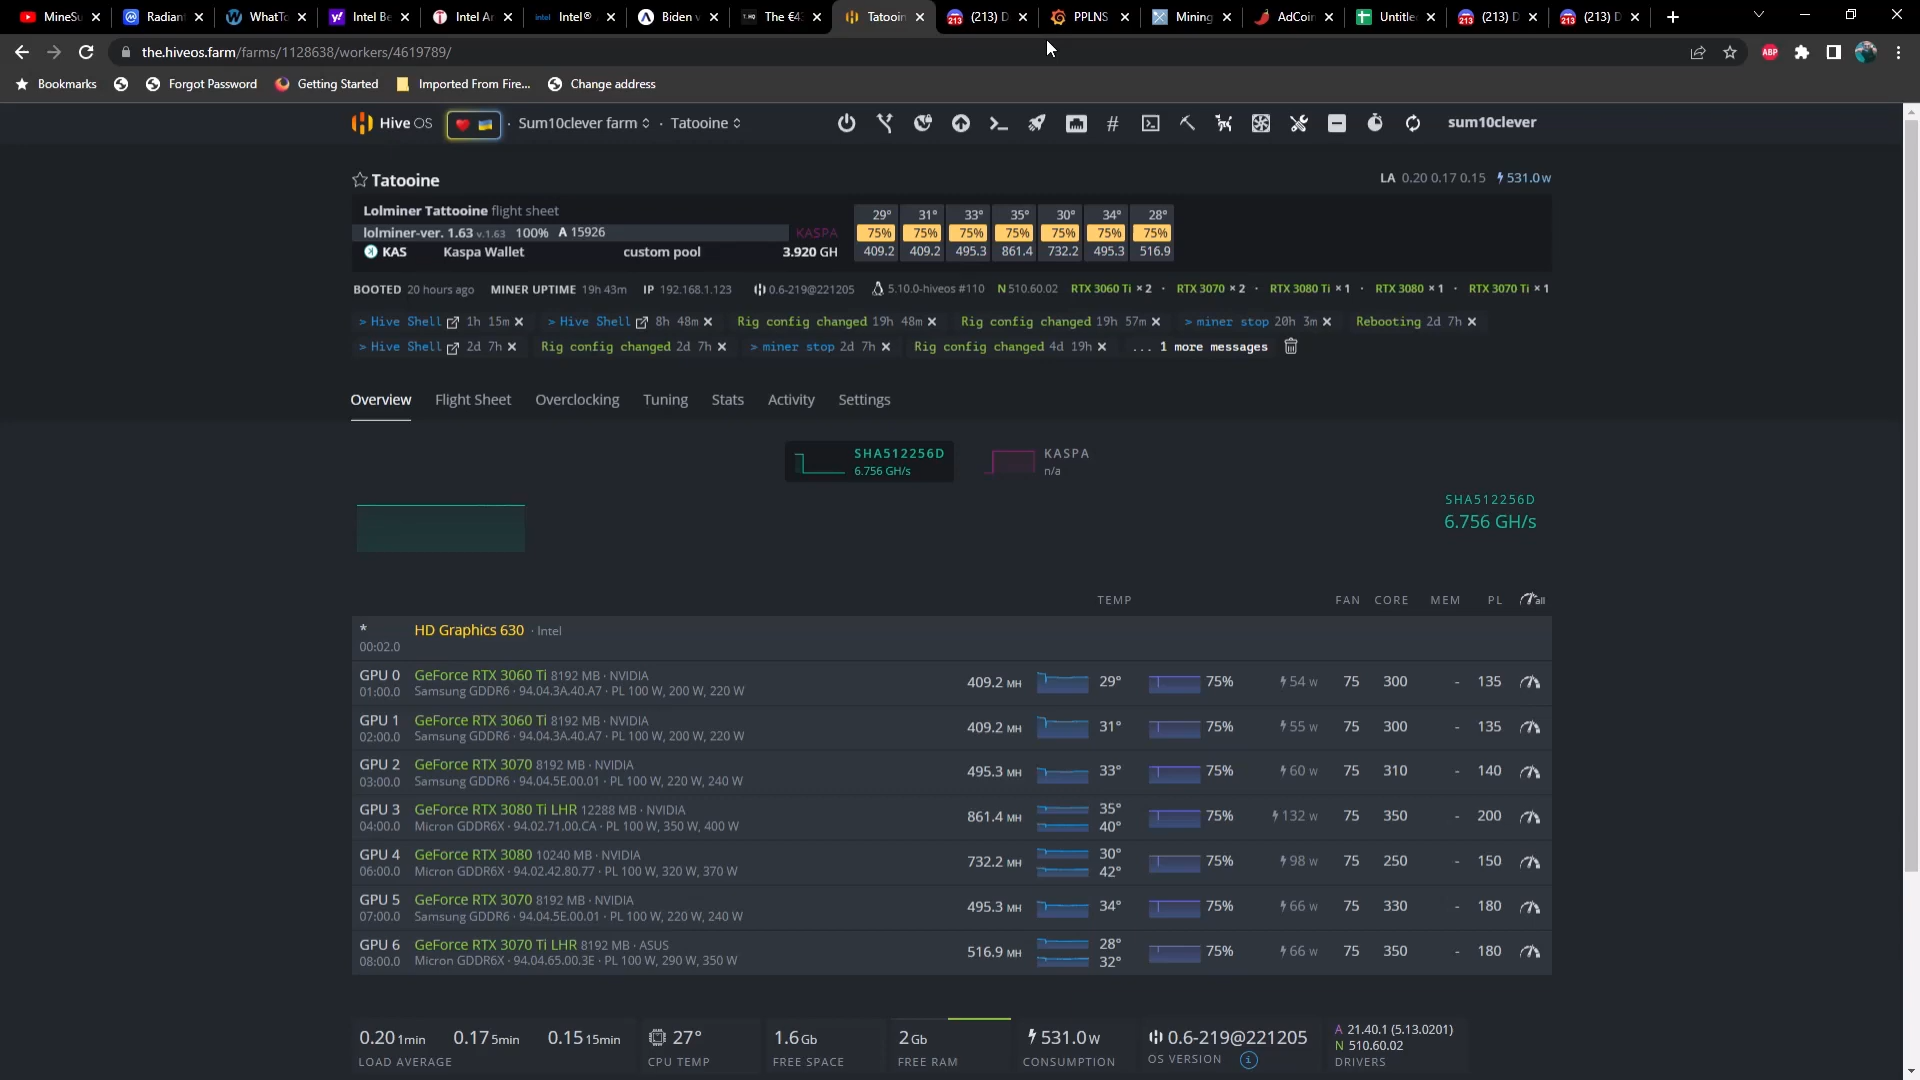 MineSu
Radian
WhatTo
Intel Be
Intel Ar
Intel®
Biden v
The €4
Tatooin
(213) D
PPLNS
Mining
AdCoin
Untitle
(213) D
(213) D
the.hiveos.farm/farms/1128638/workers/4619789/
ABP
Bookmarks
Forgot Password
Getting Started
Imported From Fire...
Change address
Hive OS · Sum10clever farm · Tatooine
sum10clever
Tatooine
LA 0.20 0.17 0.15 531.0 w
Lolminer Tattooine flight sheet
lolminer-ver. 1.63 v.1.63 100% A 15926 KASPA
KAS Kaspa Wallet custom pool 3.920 GH
29° 31° 33° 35° 30° 34° 28°
75% 75% 75% 75% 75% 75% 75%
409.2 409.2 495.3 861.4 732.2 495.3 516.9
BOOTED 20 hours ago MINER UPTIME 19h 43m IP 192.168.1.123 0.6-219@221205 5.10.0-hiveos #110 N 510.60.02 RTX 3060 Ti × 2 · RTX 3070 × 2 · RTX 3080 Ti × 1 · RTX 3080 × 1 · RTX 3070 Ti × 1
> Hive Shell 1h 15m × > Hive Shell 8h 48m × Rig config changed 19h 48m × Rig config changed 19h 57m × > miner stop 20h 3m × Rebooting 2d 7h ×
> Hive Shell 2d 7h × Rig config changed 2d 7h × > miner stop 2d 7h × Rig config changed 4d 19h × ... 1 more messages
Overview Flight Sheet Overclocking Tuning Stats Activity Settings
SHA512256D
6.756 GH/s
KASPA
n/a
SHA512256D
6.756 GH/s
TEMP FAN CORE MEM PL all
* HD Graphics 630 · Intel
00:02.0
GPU 0 GeForce RTX 3060 Ti 8192 MB · NVIDIA 409.2 MH 29° 75% 54 w 75 300 - 135
01:00.0 Samsung GDDR6 · 94.04.3A.40.A7 · PL 100 W, 200 W, 220 W
GPU 1 GeForce RTX 3060 Ti 8192 MB · NVIDIA 409.2 MH 31° 75% 55 w 75 300 - 135
02:00.0 Samsung GDDR6 · 94.04.3A.40.A7 · PL 100 W, 200 W, 220 W
GPU 2 GeForce RTX 3070 8192 MB · NVIDIA 495.3 MH 33° 75% 60 w 75 310 - 140
03:00.0 Samsung GDDR6 · 94.04.5E.00.01 · PL 100 W, 220 W, 240 W
GPU 3 GeForce RTX 3080 Ti LHR 12288 MB · NVIDIA 861.4 MH 35° 75% 132 w 75 350 - 200
04:00.0 Micron GDDR6X · 94.02.71.00.CA · PL 100 W, 350 W, 400 W 40°
GPU 4 GeForce RTX 3080 10240 MB · NVIDIA 732.2 MH 30° 75% 98 w 75 250 - 150
06:00.0 Micron GDDR6X · 94.02.42.80.77 · PL 100 W, 320 W, 370 W 42°
GPU 5 GeForce RTX 3070 8192 MB · NVIDIA 495.3 MH 34° 75% 66 w 75 330 - 180
07:00.0 Samsung GDDR6 · 94.04.5E.00.01 · PL 100 W, 220 W, 240 W
GPU 6 GeForce RTX 3070 Ti LHR 8192 MB · ASUS 516.9 MH 28° 75% 66 w 75 350 - 180
08:00.0 Micron GDDR6X · 94.04.65.00.3E · PL 100 W, 290 W, 350 W 32°
0.20 1min 0.17 5min 0.15 15min
LOAD AVERAGE
27°
CPU TEMP
1.6 Gb
FREE SPACE
2 Gb
FREE RAM
531.0 w
CONSUMPTION
0.6-219@221205
OS VERSION
A 21.40.1 (5.13.0201)
N 510.60.02
DRIVERS